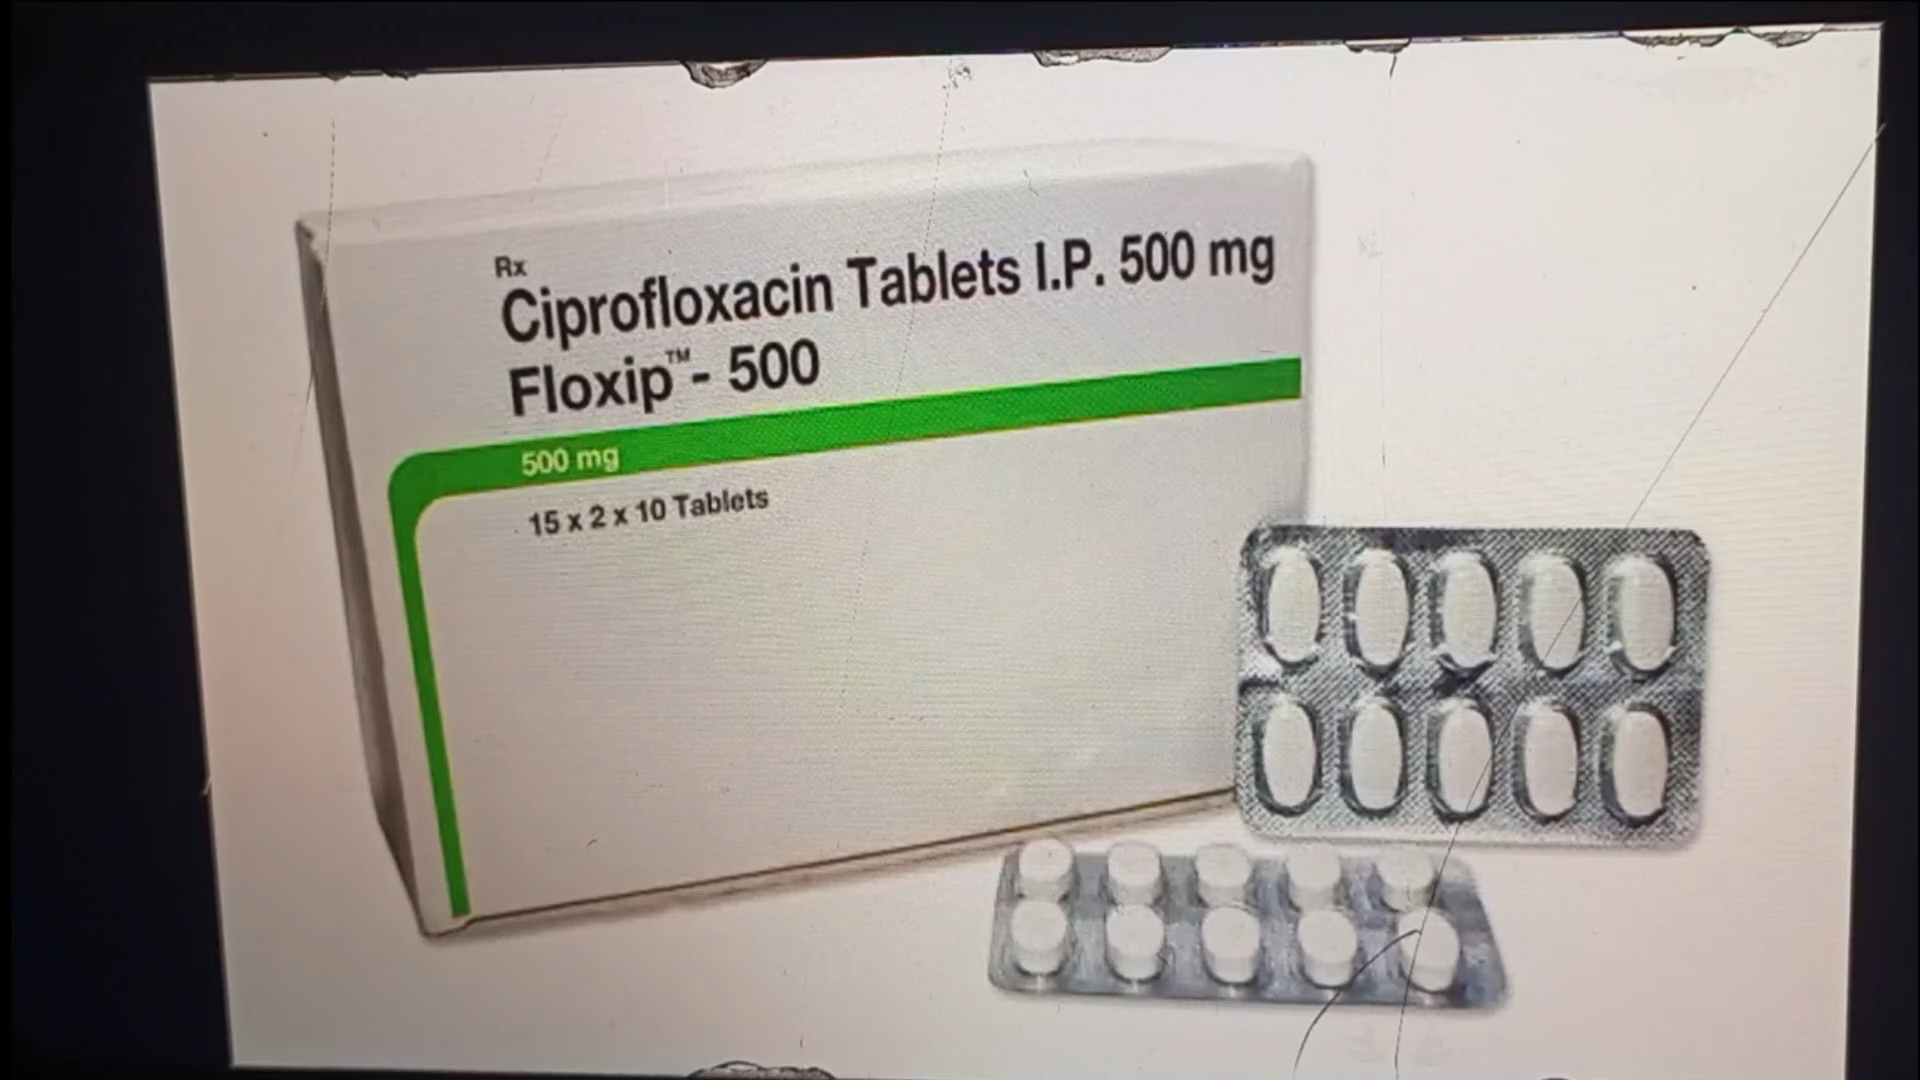 Rx
Ciprofloxacin Tablets I.P. 500 mg
Floxip™- 500
500 mg
15 x 2 x 10 Tablets